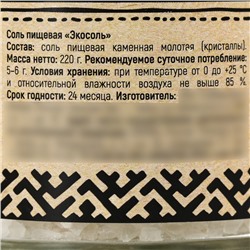 Соль пищевая «Экосоль»
Состав: соль пищевая каменная молотая (кристаллы).
Масса нетто: 220 г. Рекомендуемое суточное потребление:
5-6 г. Условия хранения: при температуре от 0 до +25 °С
и относительной влажности воздуха не выше 85 %.
Срок годности: 24 месяца. Изготовитель: